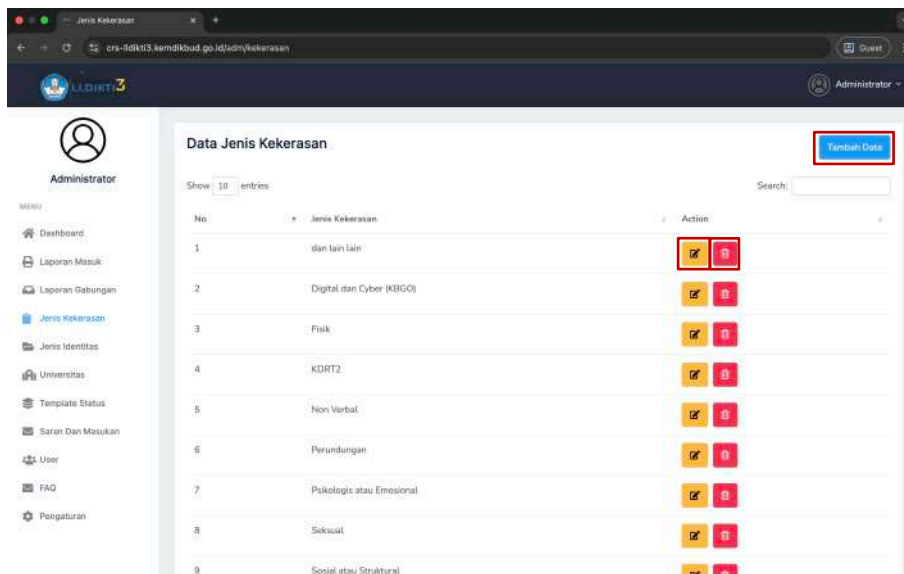 Jenis Kekerasan
crs-lldikti3.kemdikbud.go.id/adm/kekerasan
Guest
LLDIKTI3
Administrator
Administrator
MENU
Dashboard
Laporan Masuk
Laporan Gabungan
Jenis Kekerasan
Jenis Identitas
Universitas
Template Status
Saran Dan Masukan
User
FAQ
Pengaturan
Data Jenis Kekerasan
Tambah Data
Show 10 entries
Search:
No Jenis Kekerasan Action
1 dan lain lain
2 Digital dan Cyber (KBGO)
3 Fisik
4 KDRT2
5 Non Verbal
6 Perundungan
7 Psikologis atau Emosional
8 Seksual
9 Sosial atau Struktural